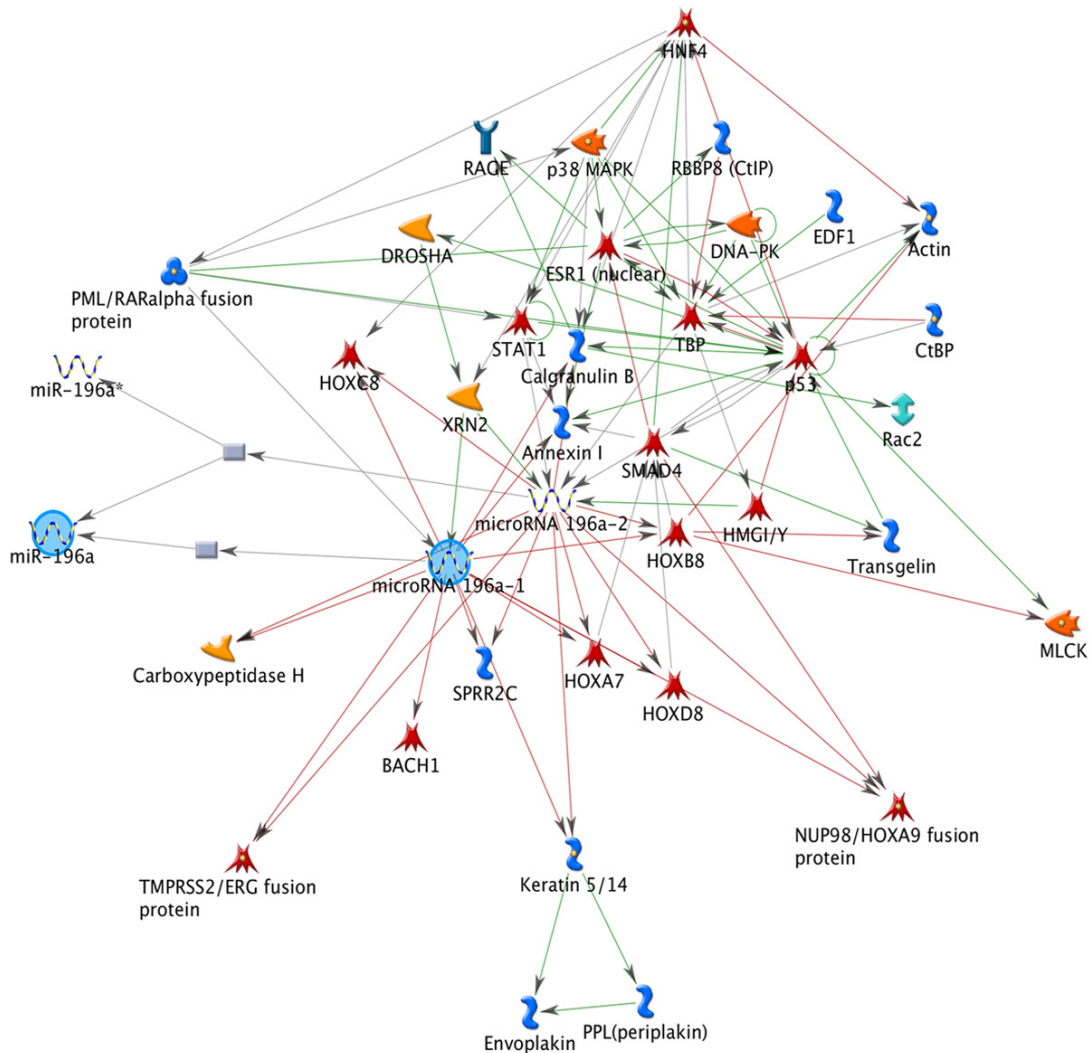 HNF4
RAGE
p38 MAPK
RBBP8 (CtIP)
DROSHA
ESR1 (nuclear)
DNA-PK
EDF1
Actin
PML/RARalpha fusion
protein
STAT1
TBP
CtBP
miR-196a*
HOXC8
Calgranulin B
p53
XRN2
Annexin I
SMAD4
Rac2
microRNA 196a-2
HMGI/Y
miR-196a
microRNA 196a-1
HOXB8
Transgelin
Carboxypeptidase H
SPRR2C
HOXA7
MLCK
HOXD8
BACH1
NUP98/HOXA9 fusion
protein
TMPRSS2/ERG fusion
protein
Keratin 5/14
Envoplakin
PPL(periplakin)